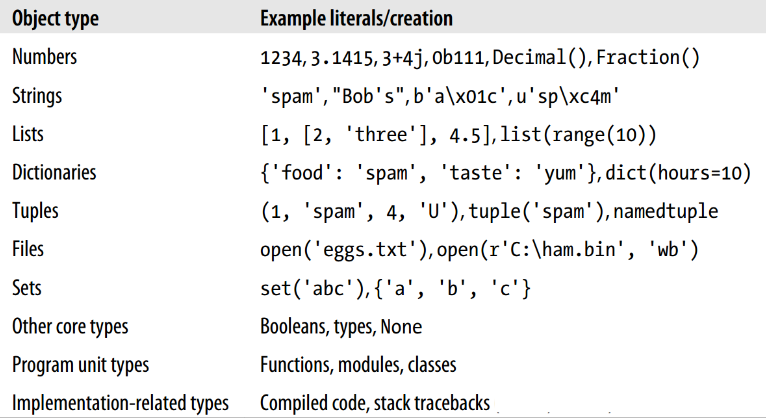 Object type Example literals/creation
Numbers 1234, 3.1415, 3+4j, 0b111, Decimal(), Fraction()
Strings 'spam', "Bob's", b'a\x01c', u'sp\xc4m'
Lists [1, [2, 'three'], 4.5], list(range(10))
Dictionaries {'food': 'spam', 'taste': 'yum'}, dict(hours=10)
Tuples (1, 'spam', 4, 'U'), tuple('spam'), namedtuple
Files open('eggs.txt'), open(r'C:\ham.bin', 'wb')
Sets set('abc'), {'a', 'b', 'c'}
Other core types Booleans, types, None
Program unit types Functions, modules, classes
Implementation-related types Compiled code, stack tracebacks